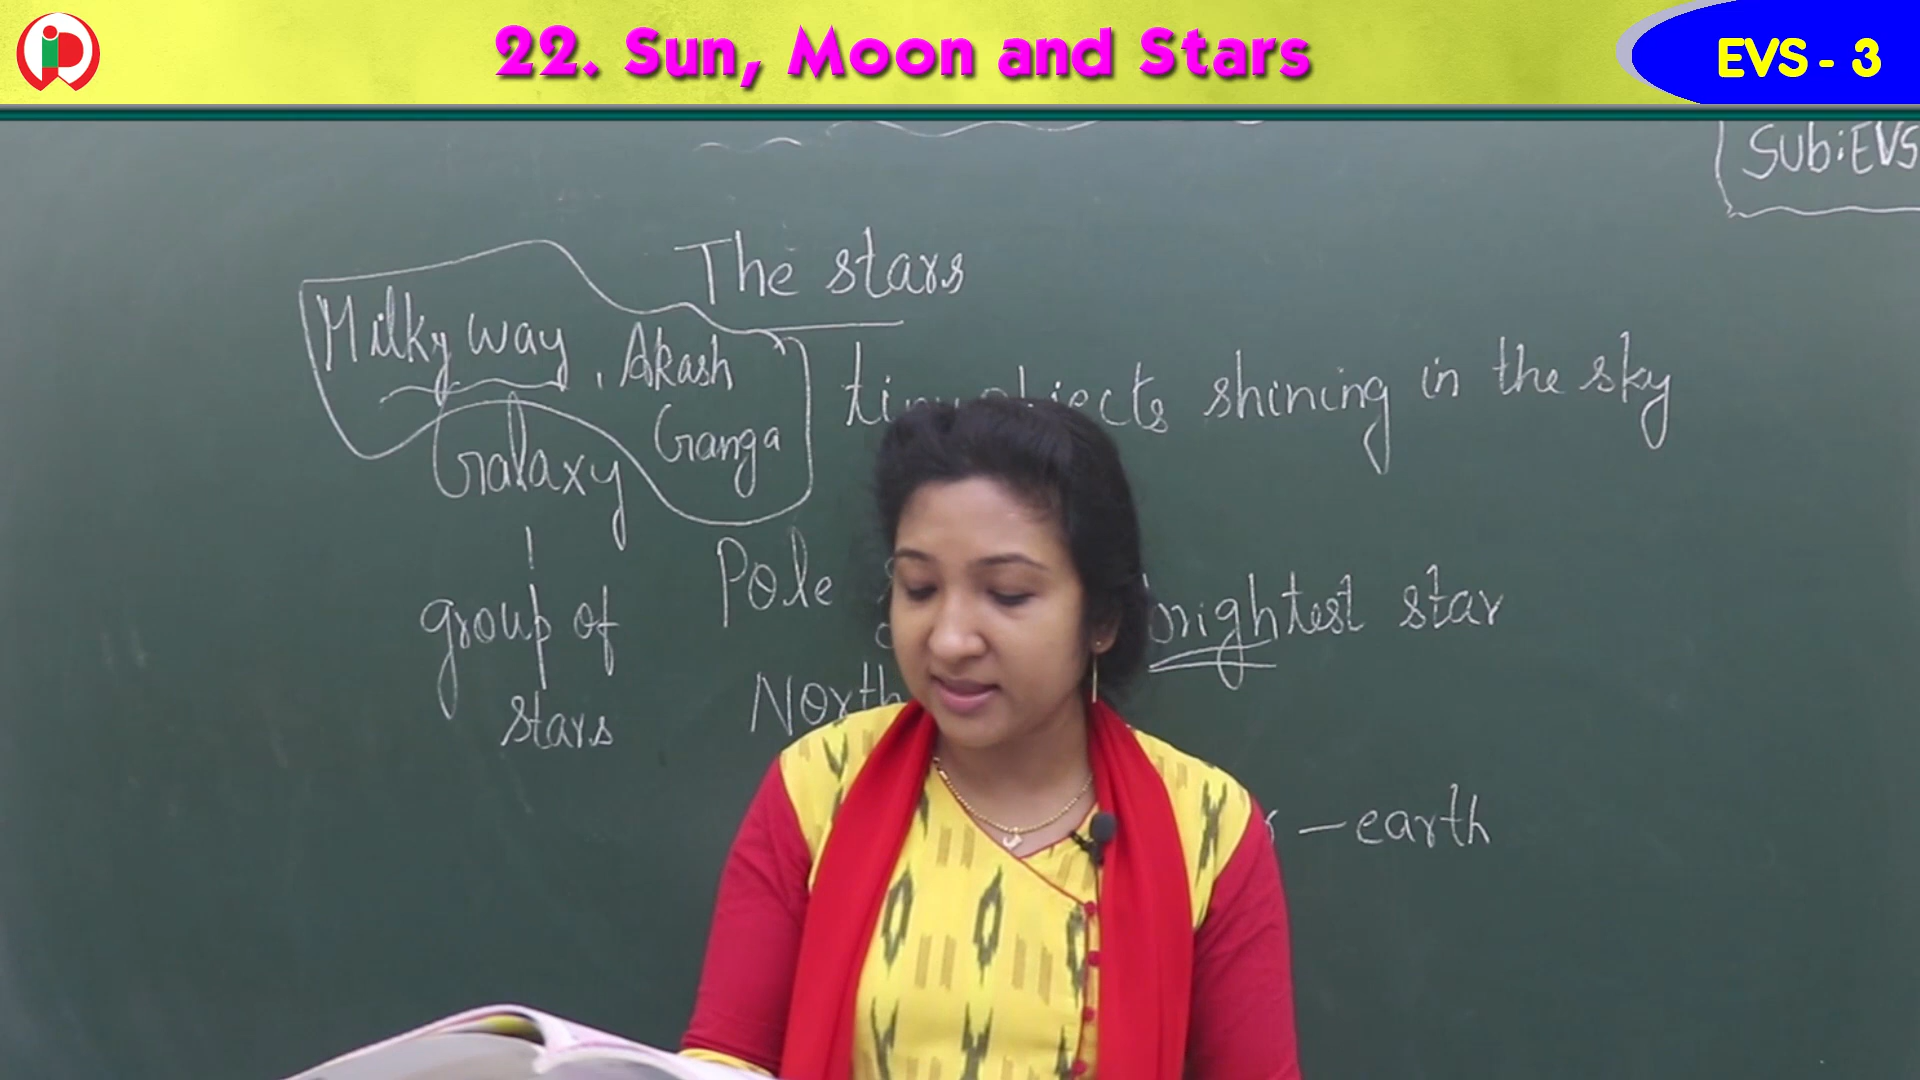 22. Sun, Moon and Stars
EVS - 3
Sub:EVS
The stars
Milky way, Akash
Ganga
Galaxy
group of
stars
shining in the sky
Pole
brightest star
North
— earth